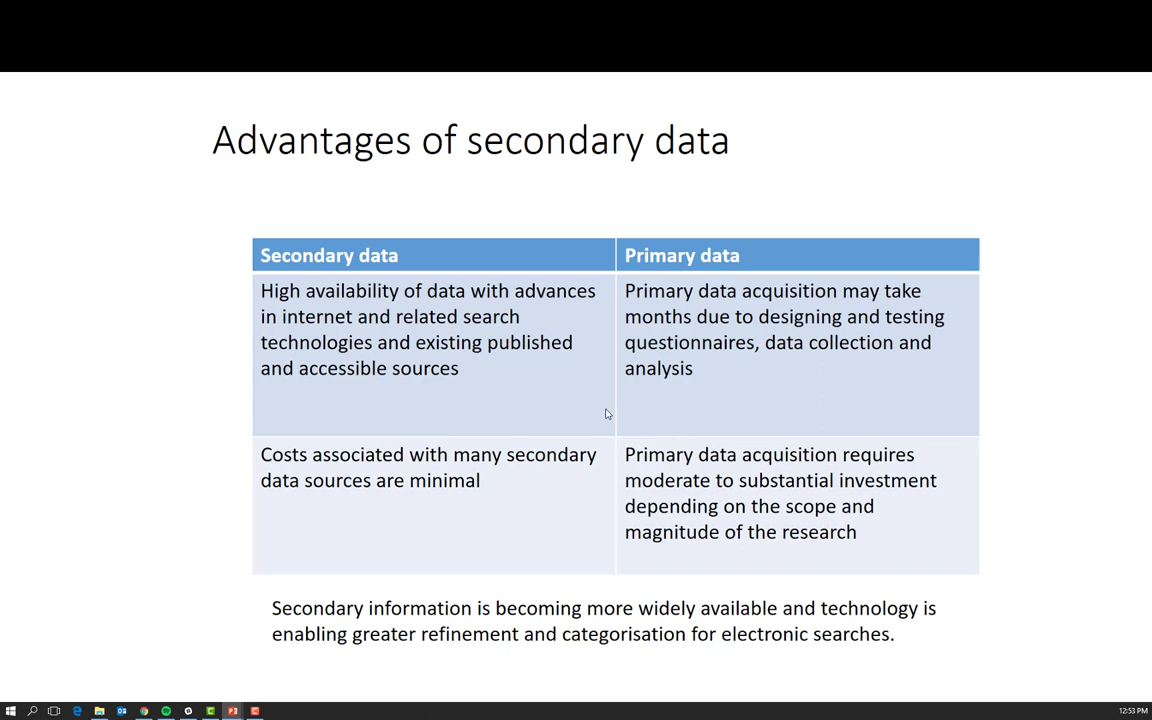 Advantages of secondary data
Secondary data
Primary data
High availability of data with advances
in internet and related search
technologies and existing published
and accessible sources
Primary data acquisition may take
months due to designing and testing
questionnaires, data collection and
analysis
Costs associated with many secondary
data sources are minimal
Primary data acquisition requires
moderate to substantial investment
depending on the scope and
magnitude of the research
Secondary information is becoming more widely available and technology is
enabling greater refinement and categorisation for electronic searches.
12:53 PM